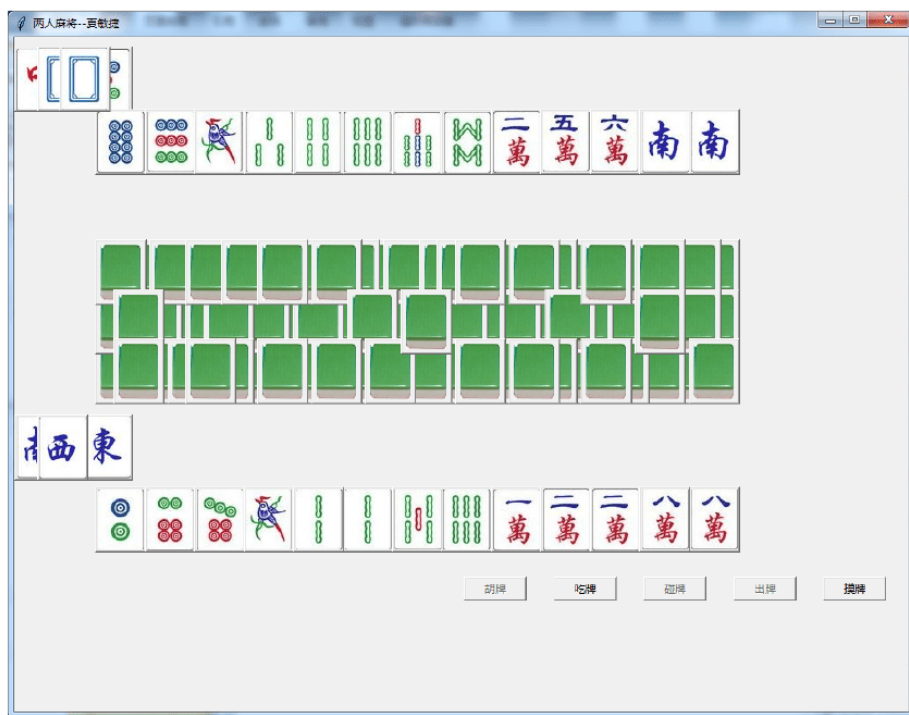 两人麻将--夏敏捷
二 五 六 南 南
萬 萬 萬
南 西 東
一 二 二 八 八
萬 萬 萬 萬 萬
胡牌 吃牌 碰牌 出牌 摸牌